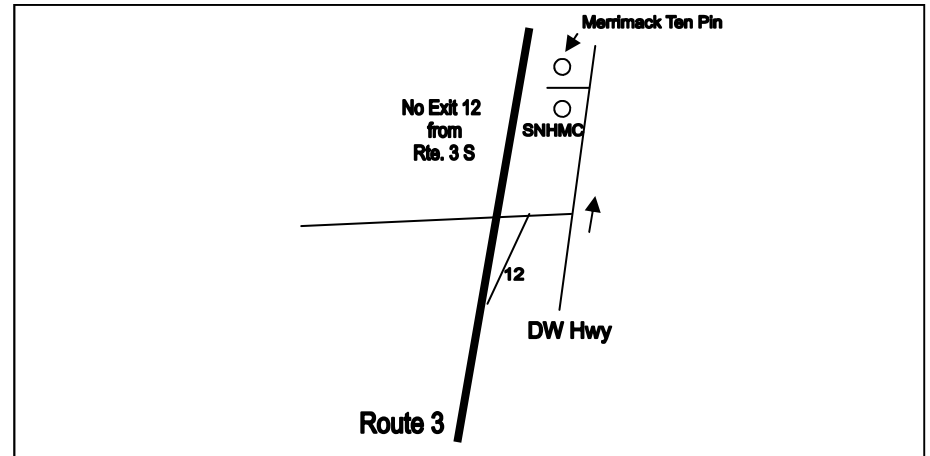 Merrimack Ten Pin
No Exit 12
from
Rte. 3 S
SNHMC
12
DW Hwy
Route 3